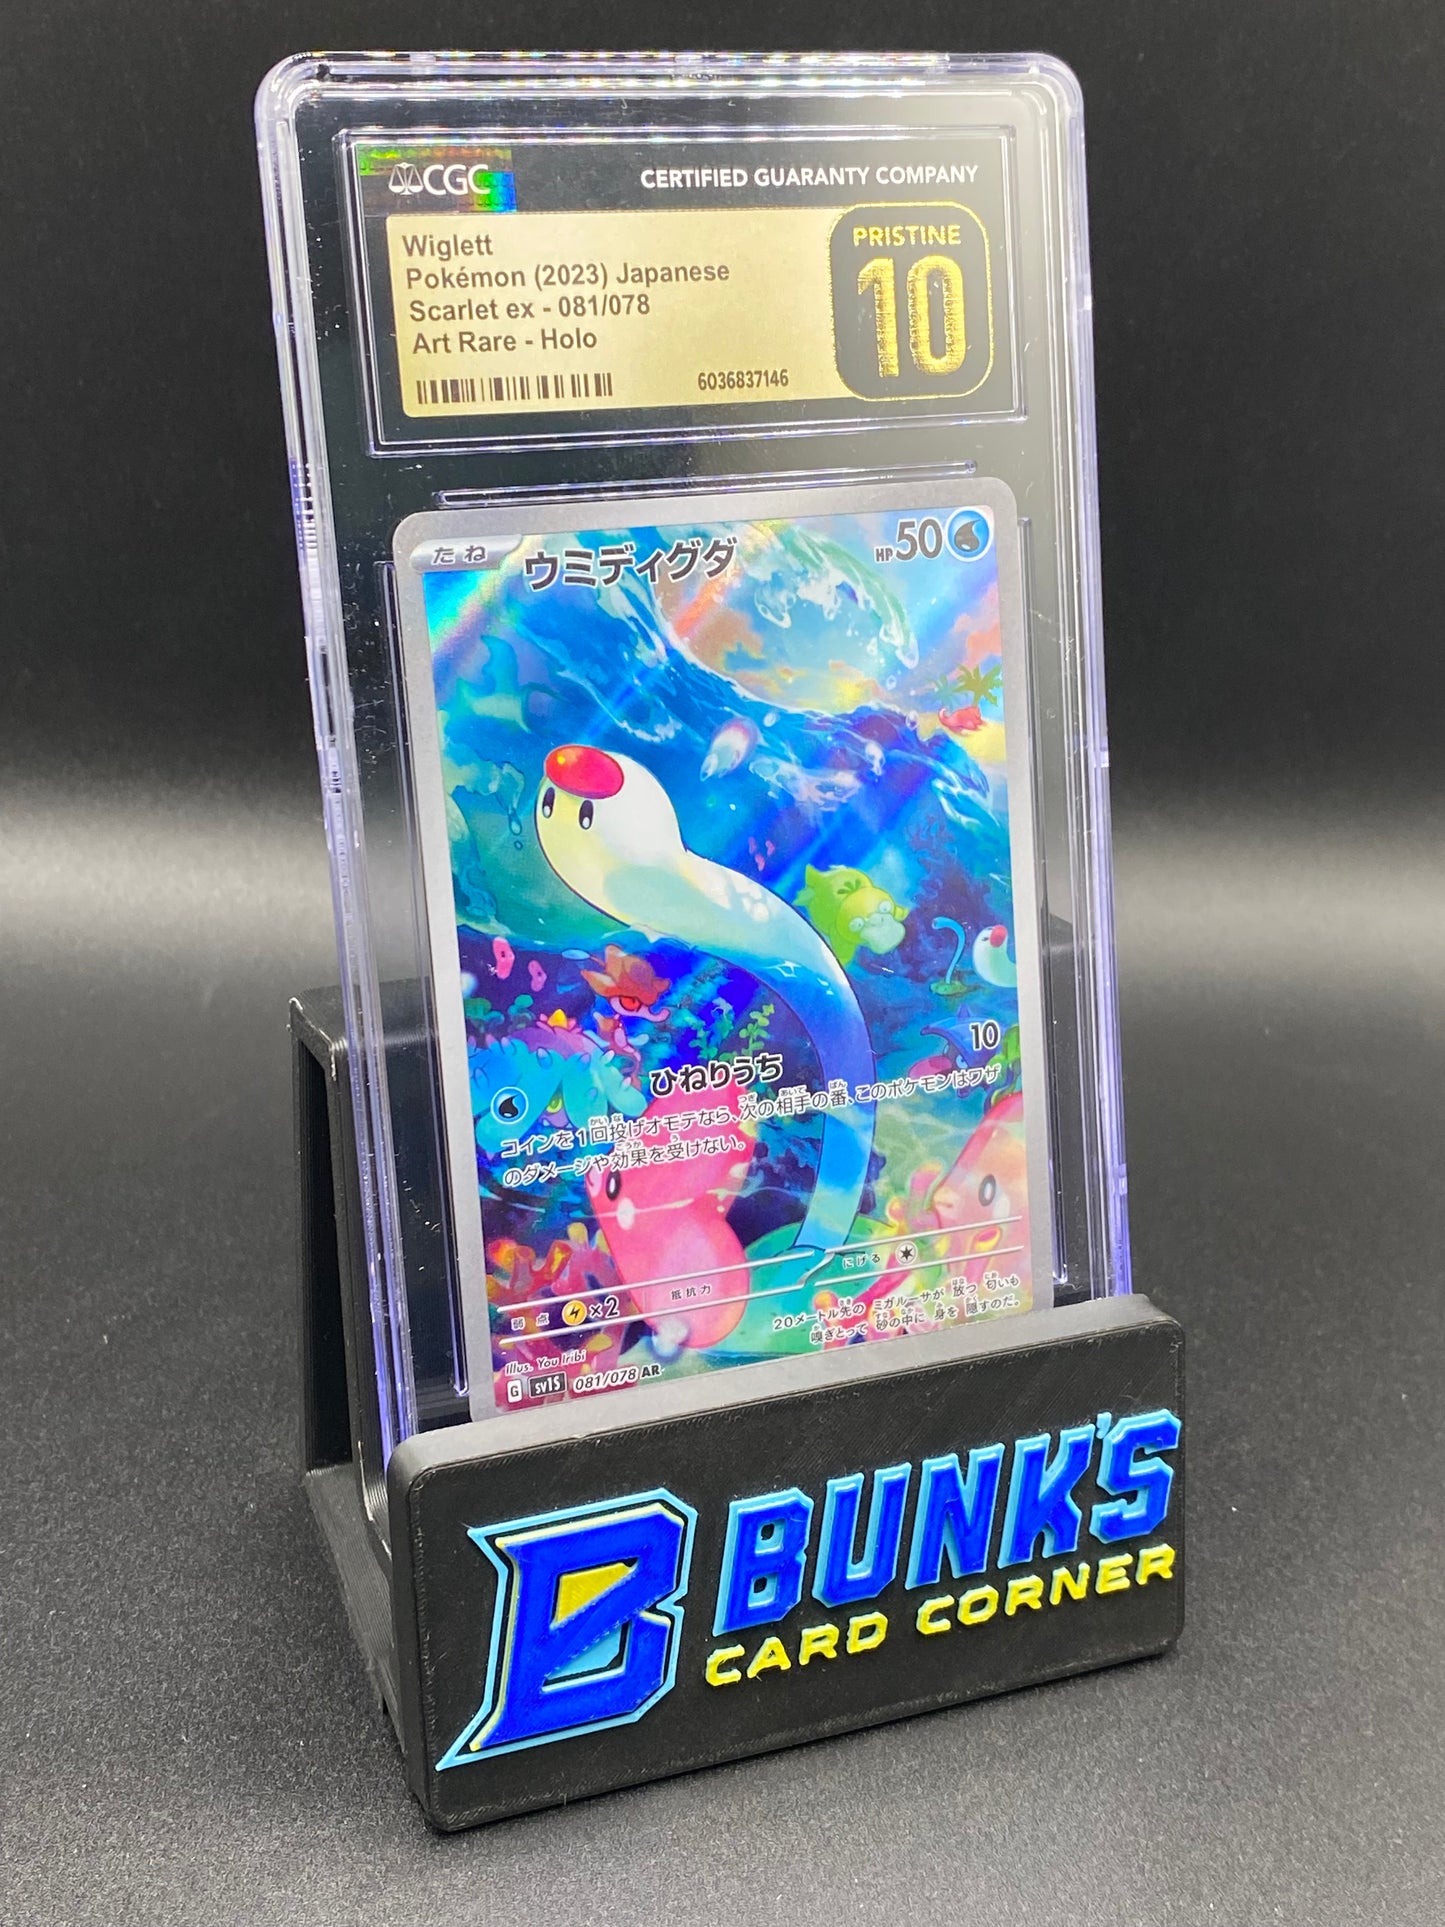 CGC
CERTIFIED GUARANTY COMPANY
Wiglett
Pokémon (2023) Japanese
Scarlet ex - 081/078
Art Rare - Holo
6036837146
PRISTINE
10
たね
ウミディグダ
HP 50
ひねりうち
10
コインを1回投げオモテなら、次の相手の番、このポケモンはワザ
のダメージや効果を受けない。
弱点 ×2
抵抗力
にげる
20メートル先の ミガルーサが 放つ 匂いも
嗅ぎとって 砂の中に 身を 隠すのだ。
Illus. You Iribi
G sv1S 081/078 AR
B
BUNK'S
CARD CORNER